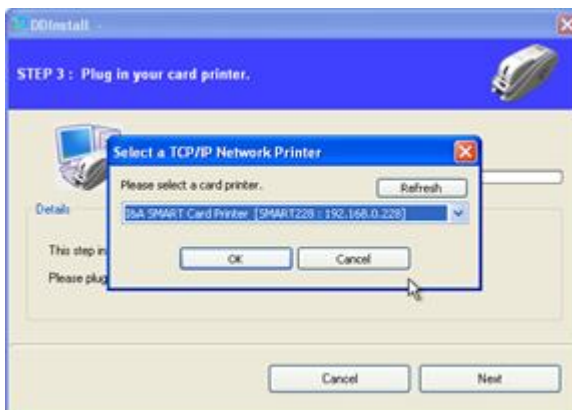 DDInstall -
STEP 3 : Plug in your card printer.
Select a TCP/IP Network Printer
Please select a card printer.
Refresh
Details
I&A SMART Card Printer [SMART228 : 192.168.0.228]
This step in
OK
Cancel
Please plug
Cancel
Next